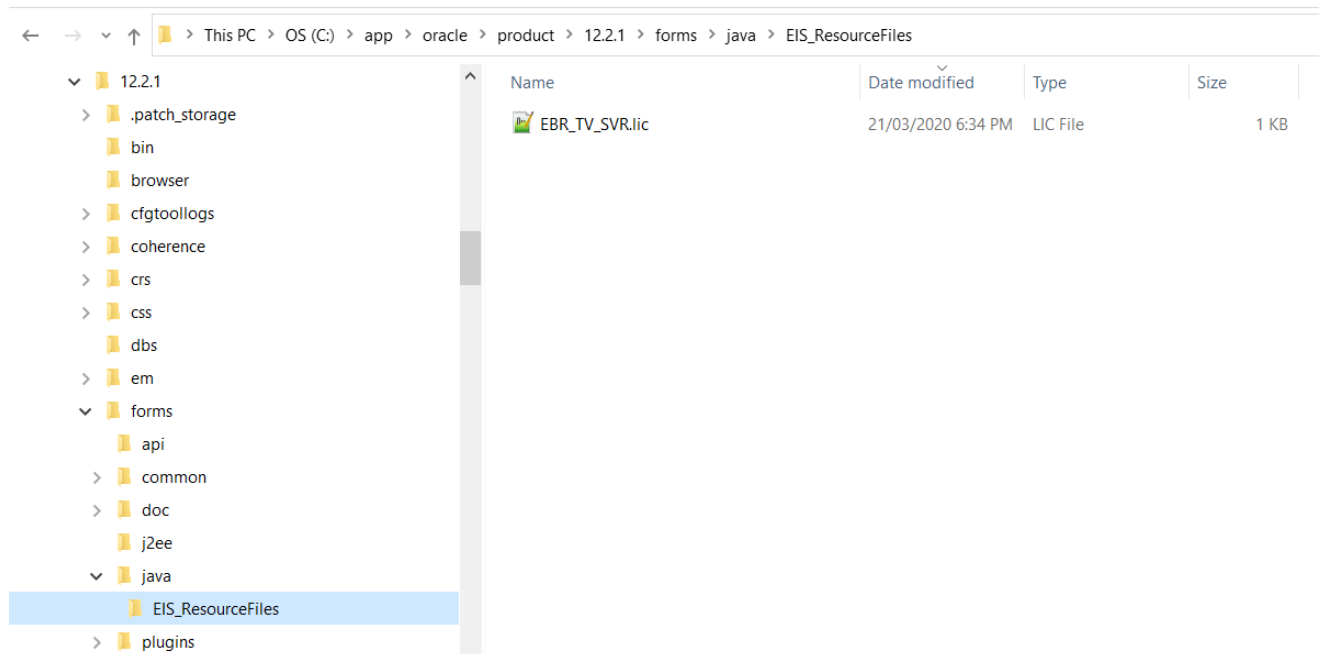 This PC > OS (C:) > app > oracle > product > 12.2.1 > forms > java > EIS_ResourceFiles
12.2.1
.patch_storage
bin
browser
cfgtoollogs
coherence
crs
css
dbs
em
forms
api
common
doc
j2ee
java
EIS_ResourceFiles
plugins
Name Date modified Type Size
EBR_TV_SVR.lic 21/03/2020 6:34 PM LIC File 1 KB